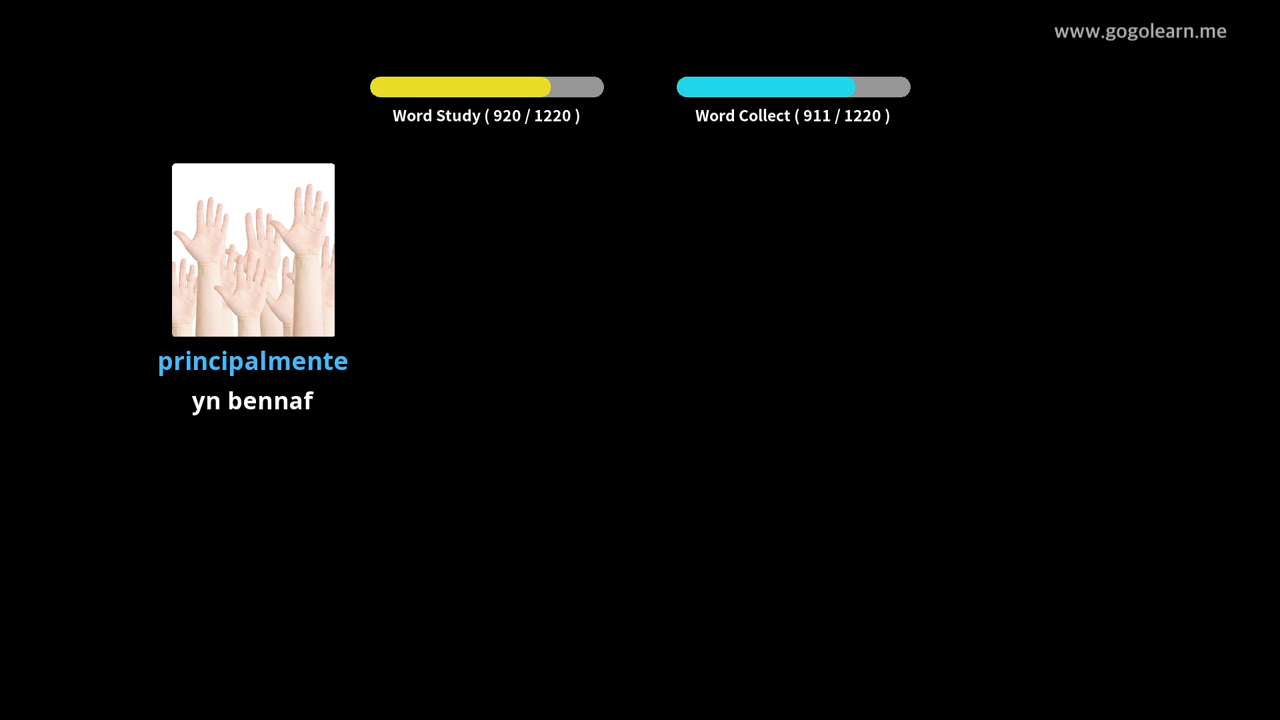 www.gogolearn.me
Word Study ( 920 / 1220 )
Word Collect ( 911 / 1220 )
principalmente
yn bennaf